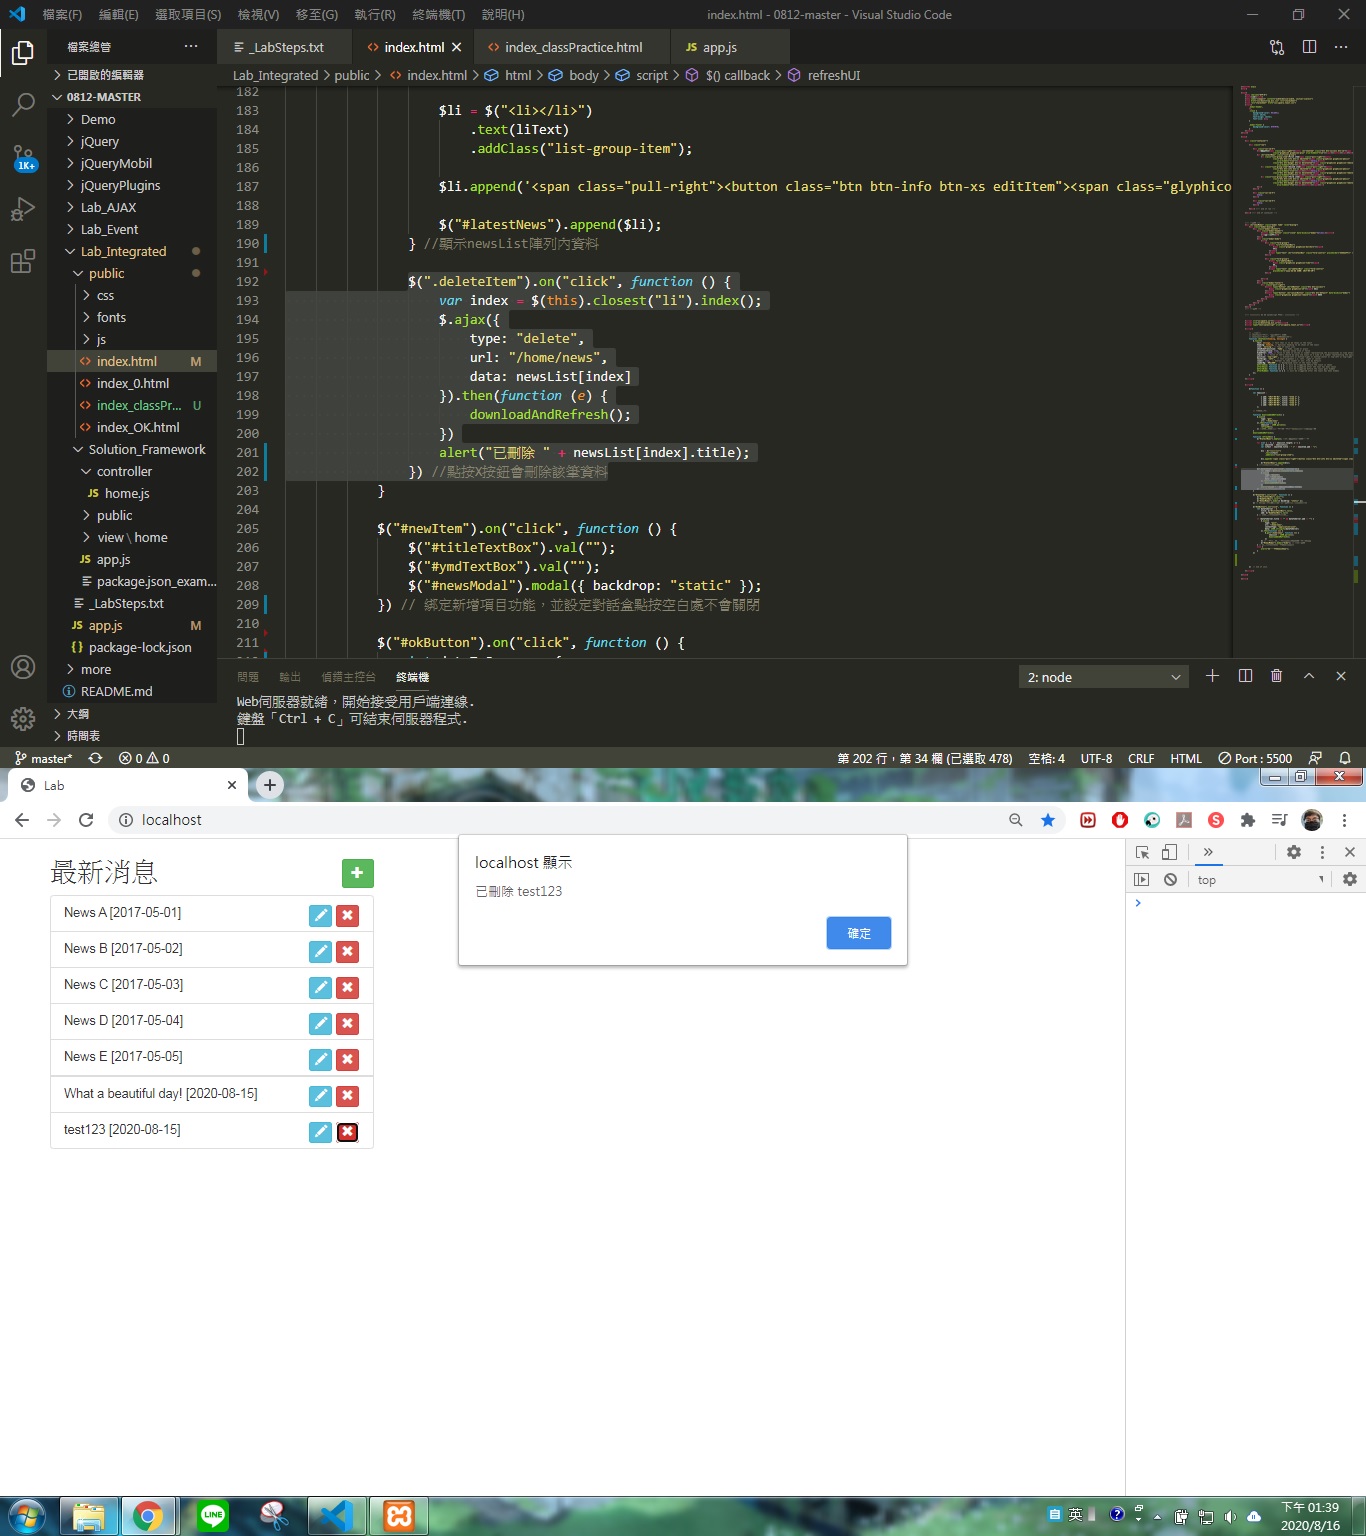 檔案(F) 編輯(E) 選取項目(S) 檢視(V) 移至(G) 執行(R) 終端機(T) 說明(H) index.html - 0812-master - Visual Studio Code
檔案總管 ···
已開啟的編輯器
0812-MASTER
Demo
jQuery
jQueryMobil
jQueryPlugins
Lab_AJAX
Lab_Event
Lab_Integrated
public
css
fonts
js
index.html M
index_0.html
index_classPr... U
index_OK.html
Solution_Framework
controller
home.js
public
view \ home
app.js
package.json_exam...
_LabSteps.txt
app.js M
package-lock.json
more
README.md
大綱
時間表
1K+
_LabSteps.txt index.html index_classPractice.html app.js
Lab_Integrated > public > index.html > html > body > script > $() callback > refreshUI
182
183 $li = $("<li></li>")
184 .text(liText)
185 .addClass("list-group-item");
186
187 $li.append('<span class="pull-right"><button class="btn btn-info btn-xs editItem"><span class="glyphico
188
189 $("#latestNews").append($li);
190 } //顯示newsList陣列內資料
191
192 $(".deleteItem").on("click", function () {
193 var index = $(this).closest("li").index();
194 $.ajax({
195 type: "delete",
196 url: "/home/news",
197 data: newsList[index]
198 }).then(function (e) {
199 downloadAndRefresh();
200 })
201 alert("已刪除 " + newsList[index].title);
202 }) //點按X按鈕會刪除該筆資料
203 }
204
205 $("#newItem").on("click", function () {
206 $("#titleTextBox").val("");
207 $("#ymdTextBox").val("");
208 $("#newsModal").modal({ backdrop: "static" });
209 }) // 綁定新增項目功能，並設定對話盒點按空白處不會關閉
210
211 $("#okButton").on("click", function () {
問題 輸出 偵錯主控台 終端機 2: node
Web伺服器就緒，開始接受用戶端連線.
鍵盤「Ctrl + C」可結束伺服器程式.
master* 0 0 第 202 行，第 34 欄 (已選取 478) 空格: 4 UTF-8 CRLF HTML Port : 5500
Lab
localhost
最新消息
News A [2017-05-01]
News B [2017-05-02]
News C [2017-05-03]
News D [2017-05-04]
News E [2017-05-05]
What a beautiful day! [2020-08-15]
test123 [2020-08-15]
localhost 顯示
已刪除 test123
確定
top
LINE
英
下午 01:39
2020/8/16